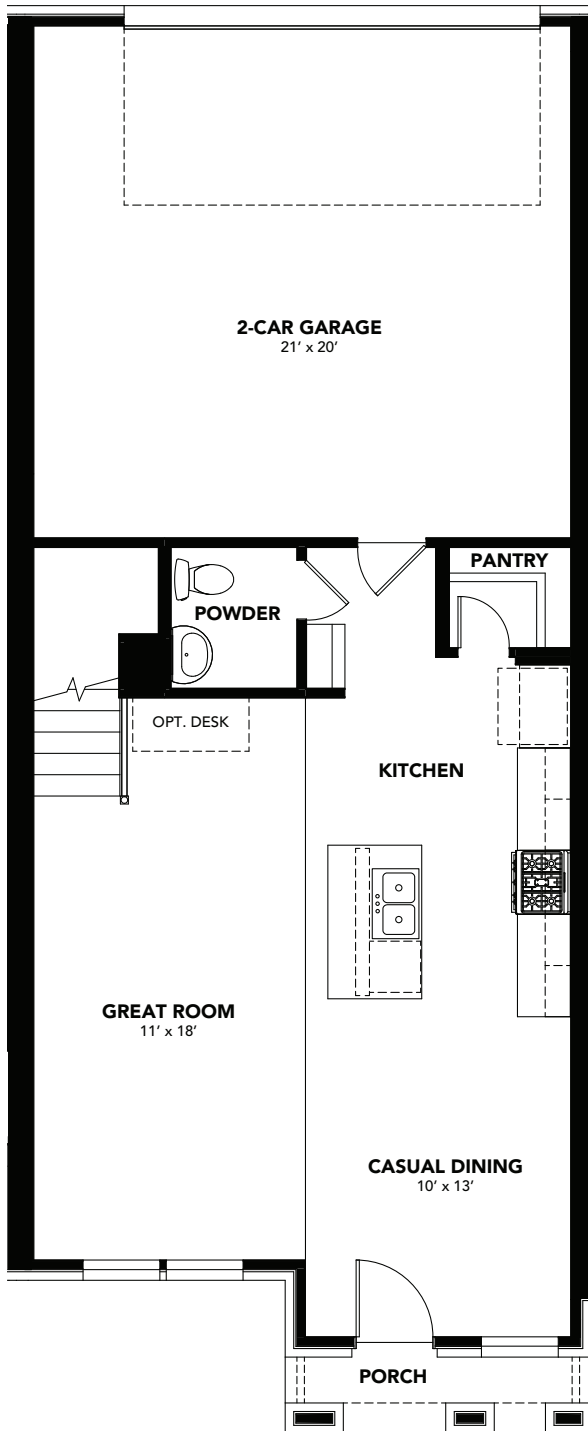 2-CAR GARAGE
21’ x 20’
PANTRY
POWDER
OPT. DESK
KITCHEN
GREAT ROOM
11’ x 18’
CASUAL DINING
10’ x 13’
PORCH